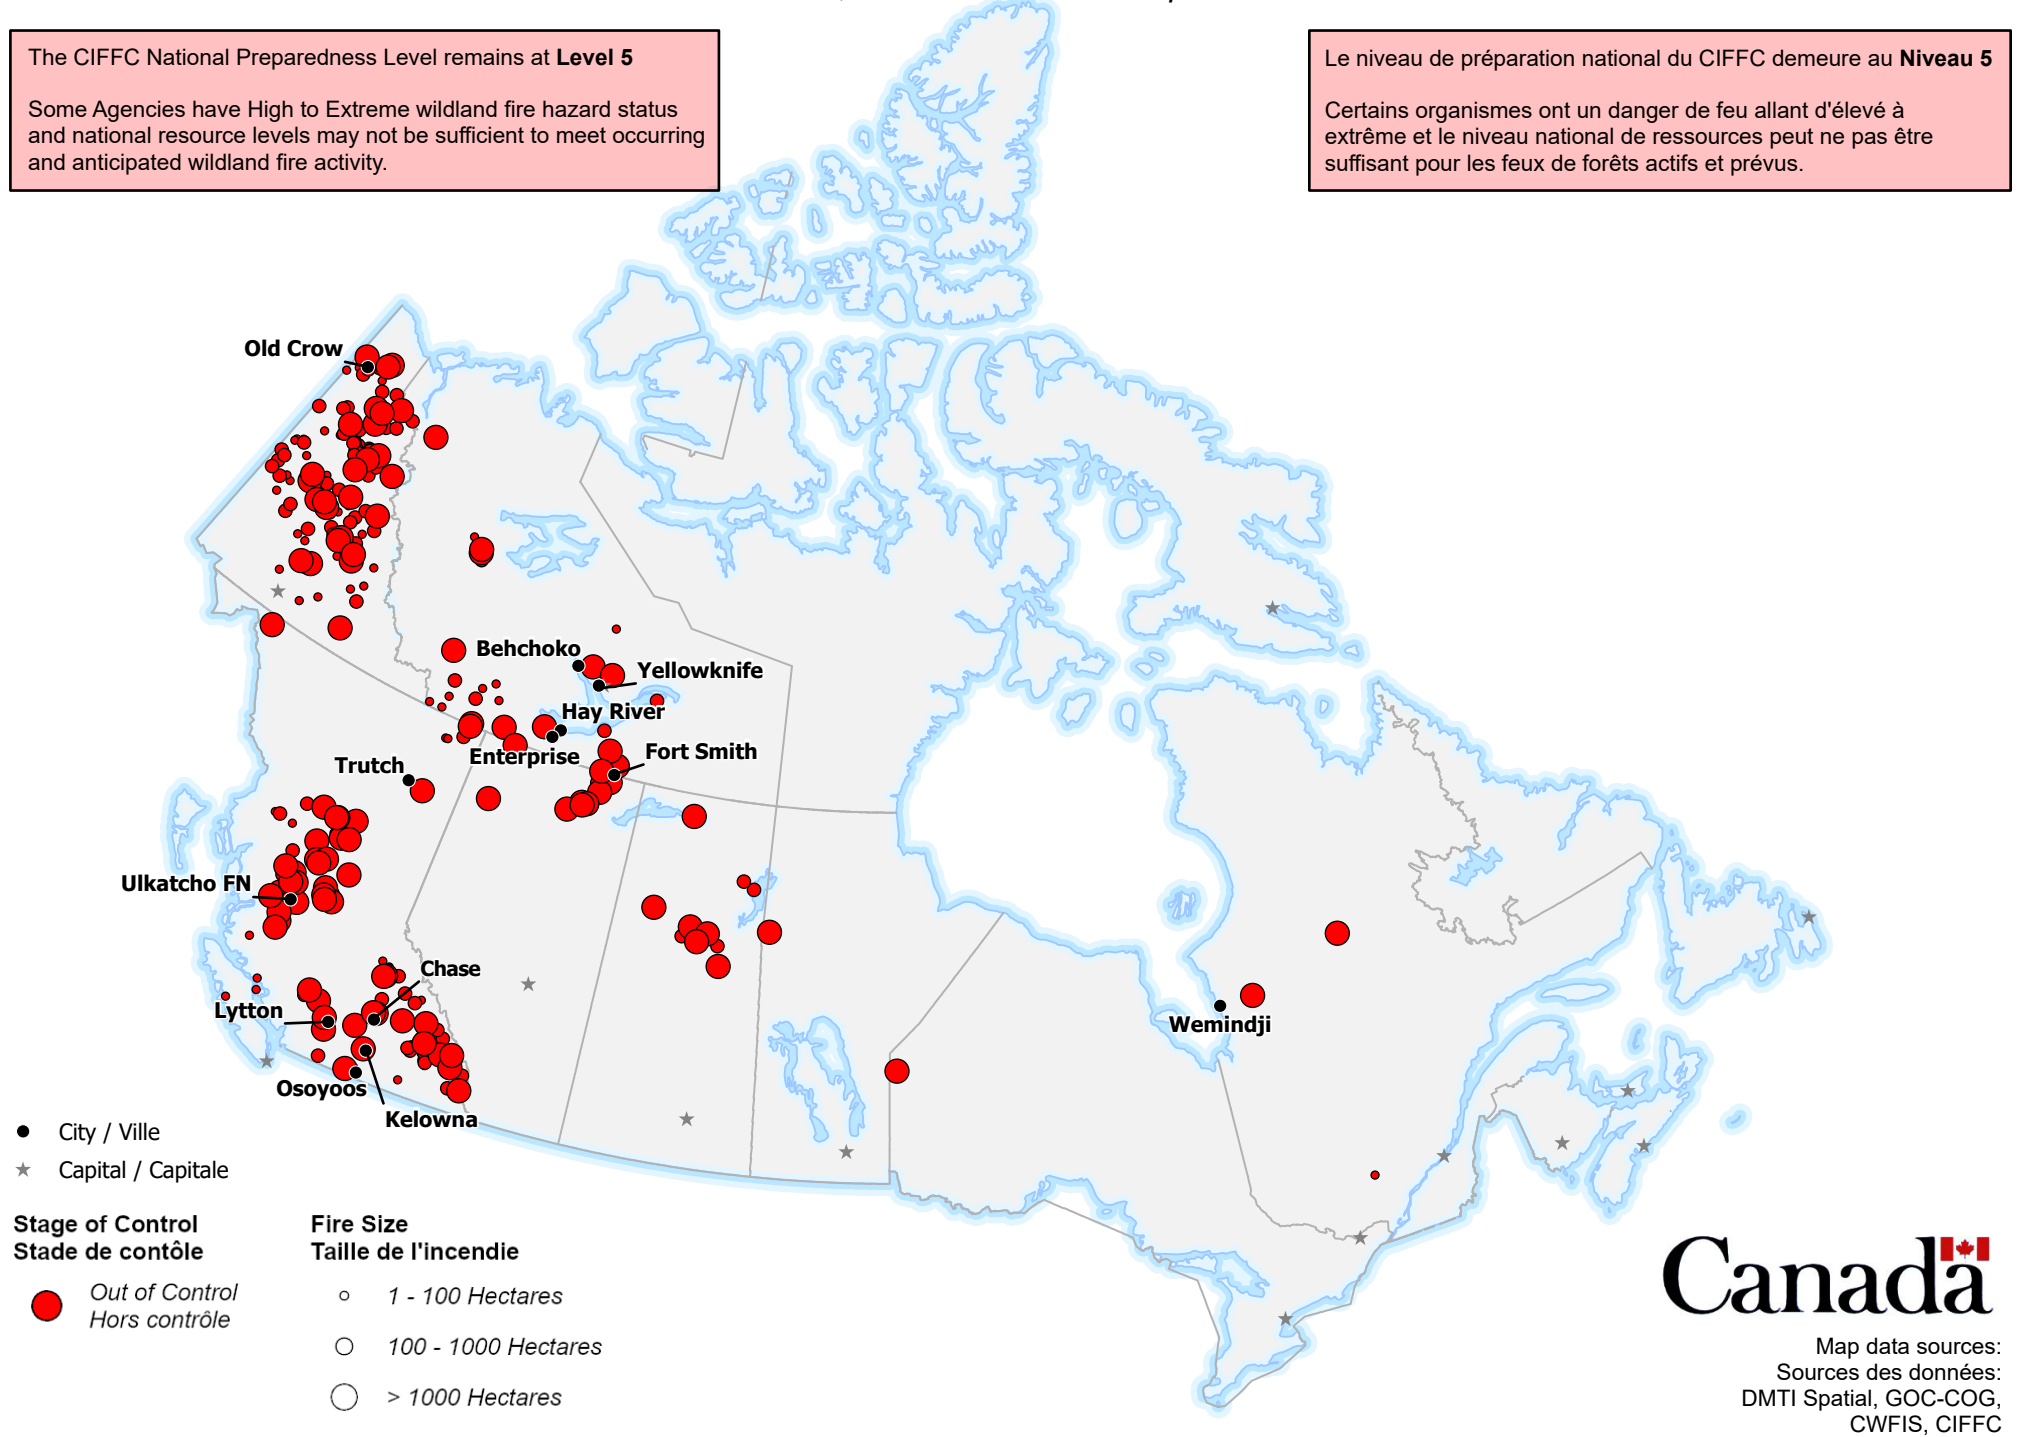 The CIFFC National Preparedness Level remains at Level 5
Some Agencies have High to Extreme wildland fire hazard status
and national resource levels may not be sufficient to meet occurring
and anticipated wildland fire activity.
Le niveau de préparation national du CIFFC demeure au Niveau 5
Certains organismes ont un danger de feu allant d'élevé à
extrême et le niveau national de ressources peut ne pas être
suffisant pour les feux de forêts actifs et prévus.
Old Crow
Behchoko
Yellowknife
Hay River
Enterprise
Fort Smith
Trutch
Ulkatcho FN
Chase
Lytton
Wemindji
Osoyoos
Kelowna
City / Ville
Capital / Capitale
Stage of Control
Stade de contôle
Out of Control
Hors contrôle
Fire Size
Taille de l'incendie
1 - 100 Hectares
100 - 1000 Hectares
> 1000 Hectares
Canada
Map data sources:
Sources des données:
DMTI Spatial, GOC-COG,
CWFIS, CIFFC